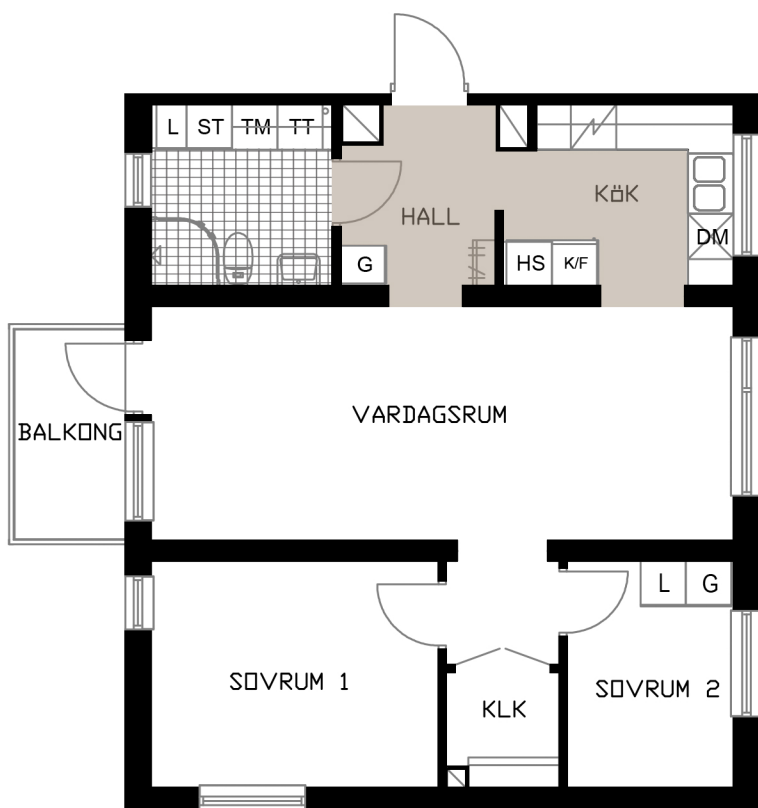 L ST TM TT
HALL
KÖK
G
HS K/F
DM
BALKONG
VARDAGSRUM
L G
SOVRUM 1
KLK
SOVRUM 2